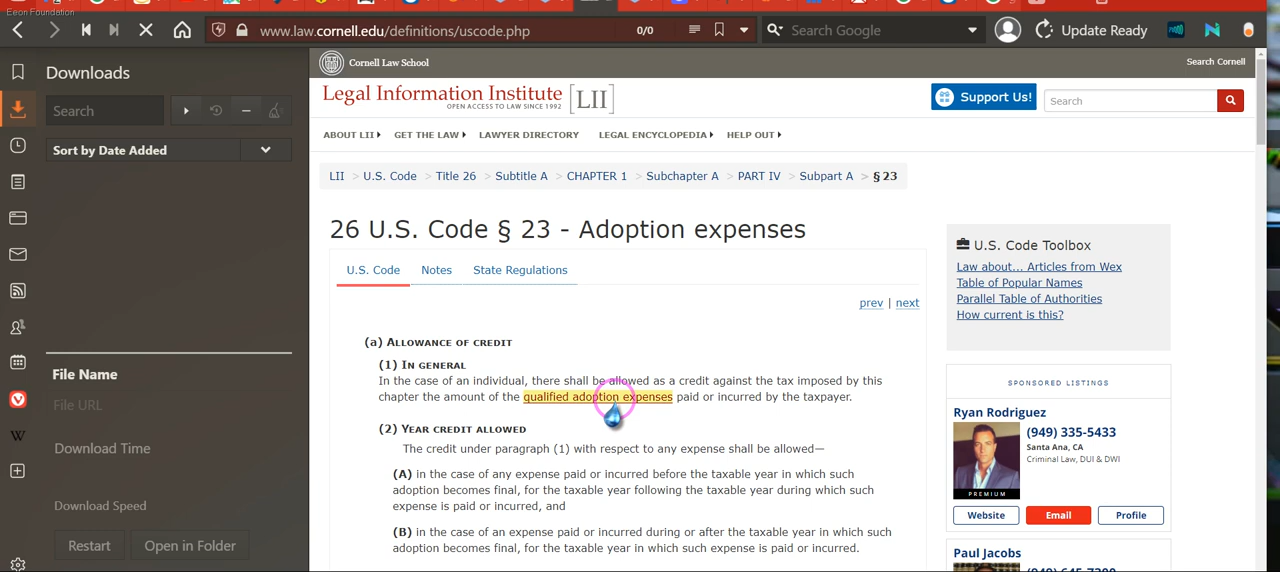 Eeon Foundation
www.law.cornell.edu/definitions/uscode.php
0/0
Search Google
Update Ready
Downloads
Search
Sort by Date Added
File Name
File URL
Download Time
Download Speed
Restart
Open in Folder
Cornell Law School
Search Cornell
Legal Information Institute [LII]
OPEN ACCESS TO LAW SINCE 1992
Support Us!
Search
ABOUT LII GET THE LAW LAWYER DIRECTORY LEGAL ENCYCLOPEDIA HELP OUT
LII > U.S. Code > Title 26 > Subtitle A > CHAPTER 1 > Subchapter A > PART IV > Subpart A > § 23
26 U.S. Code § 23 - Adoption expenses
U.S. Code Notes State Regulations
prev | next
(a) ALLOWANCE OF CREDIT
(1) IN GENERAL
In the case of an individual, there shall be allowed as a credit against the tax imposed by this
chapter the amount of the qualified adoption expenses paid or incurred by the taxpayer.
(2) YEAR CREDIT ALLOWED
The credit under paragraph (1) with respect to any expense shall be allowed—
(A) in the case of any expense paid or incurred before the taxable year in which such
adoption becomes final, for the taxable year following the taxable year during which such
expense is paid or incurred, and
(B) in the case of an expense paid or incurred during or after the taxable year in which such
adoption becomes final, for the taxable year in which such expense is paid or incurred.
U.S. Code Toolbox
Law about... Articles from Wex
Table of Popular Names
Parallel Table of Authorities
How current is this?
SPONSORED LISTINGS
Ryan Rodriguez
(949) 335-5433
Santa Ana, CA
Criminal Law, DUI & DWI
PREMIUM
Website Email Profile
Paul Jacobs